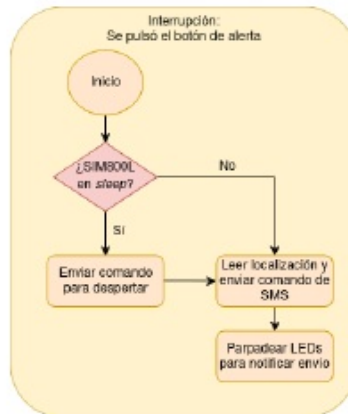 Interrupción:
Se pulsó el botón de alerta
Inicio
¿SIM800L
en sleep?
No
Sí
Enviar comando
para despertar
Leer localización y
enviar comando de
SMS
Parpadear LEDs
para notificar envío